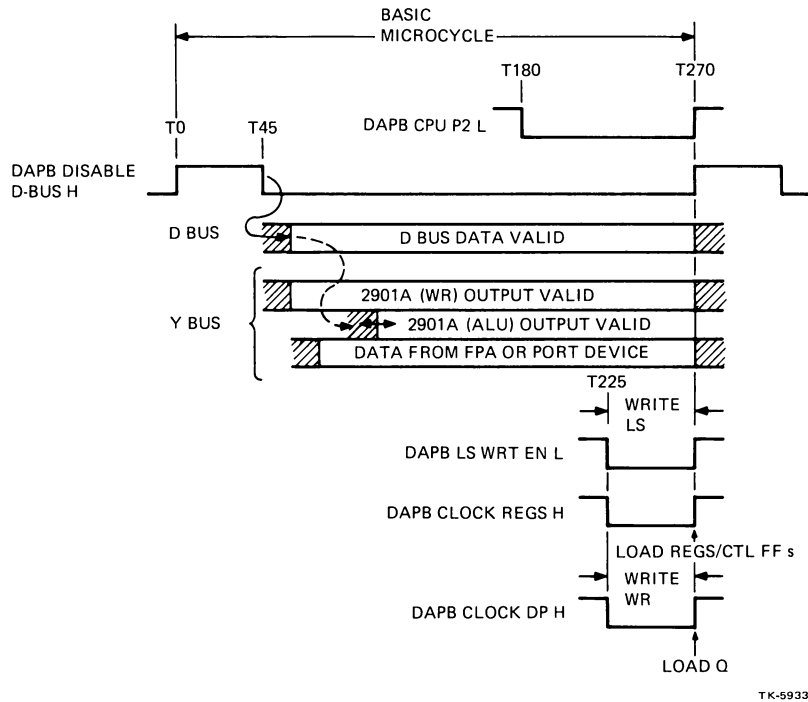 BASIC
MICROCYCLE
T180
T270
DAPB CPU P2 L
T0
T45
DAPB DISABLE
D-BUS H
D BUS
D BUS DATA VALID
Y BUS
2901A (WR) OUTPUT VALID
2901A (ALU) OUTPUT VALID
DATA FROM FPA OR PORT DEVICE
T225
WRITE
LS
DAPB LS WRT EN L
DAPB CLOCK REGS H
LOAD REGS/CTL FF s
WRITE
WR
DAPB CLOCK DP H
LOAD Q
TK-5933